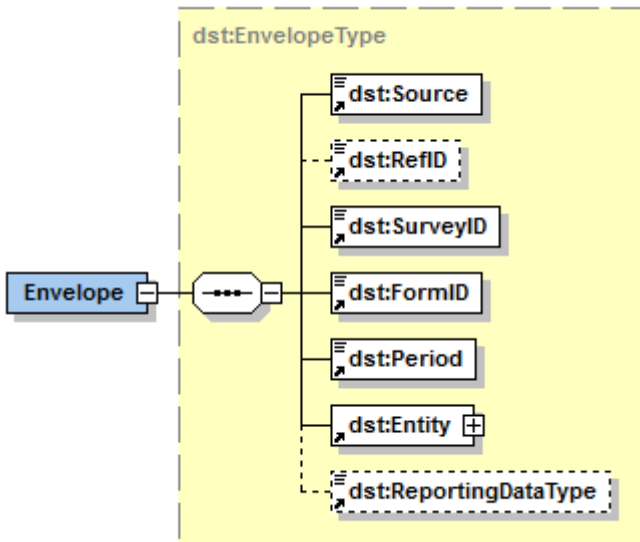 dst:EnvelopeType
dst:Source
dst:RefID
dst:SurveyID
Envelope
dst:FormID
dst:Period
dst:Entity
dst:ReportingDataType